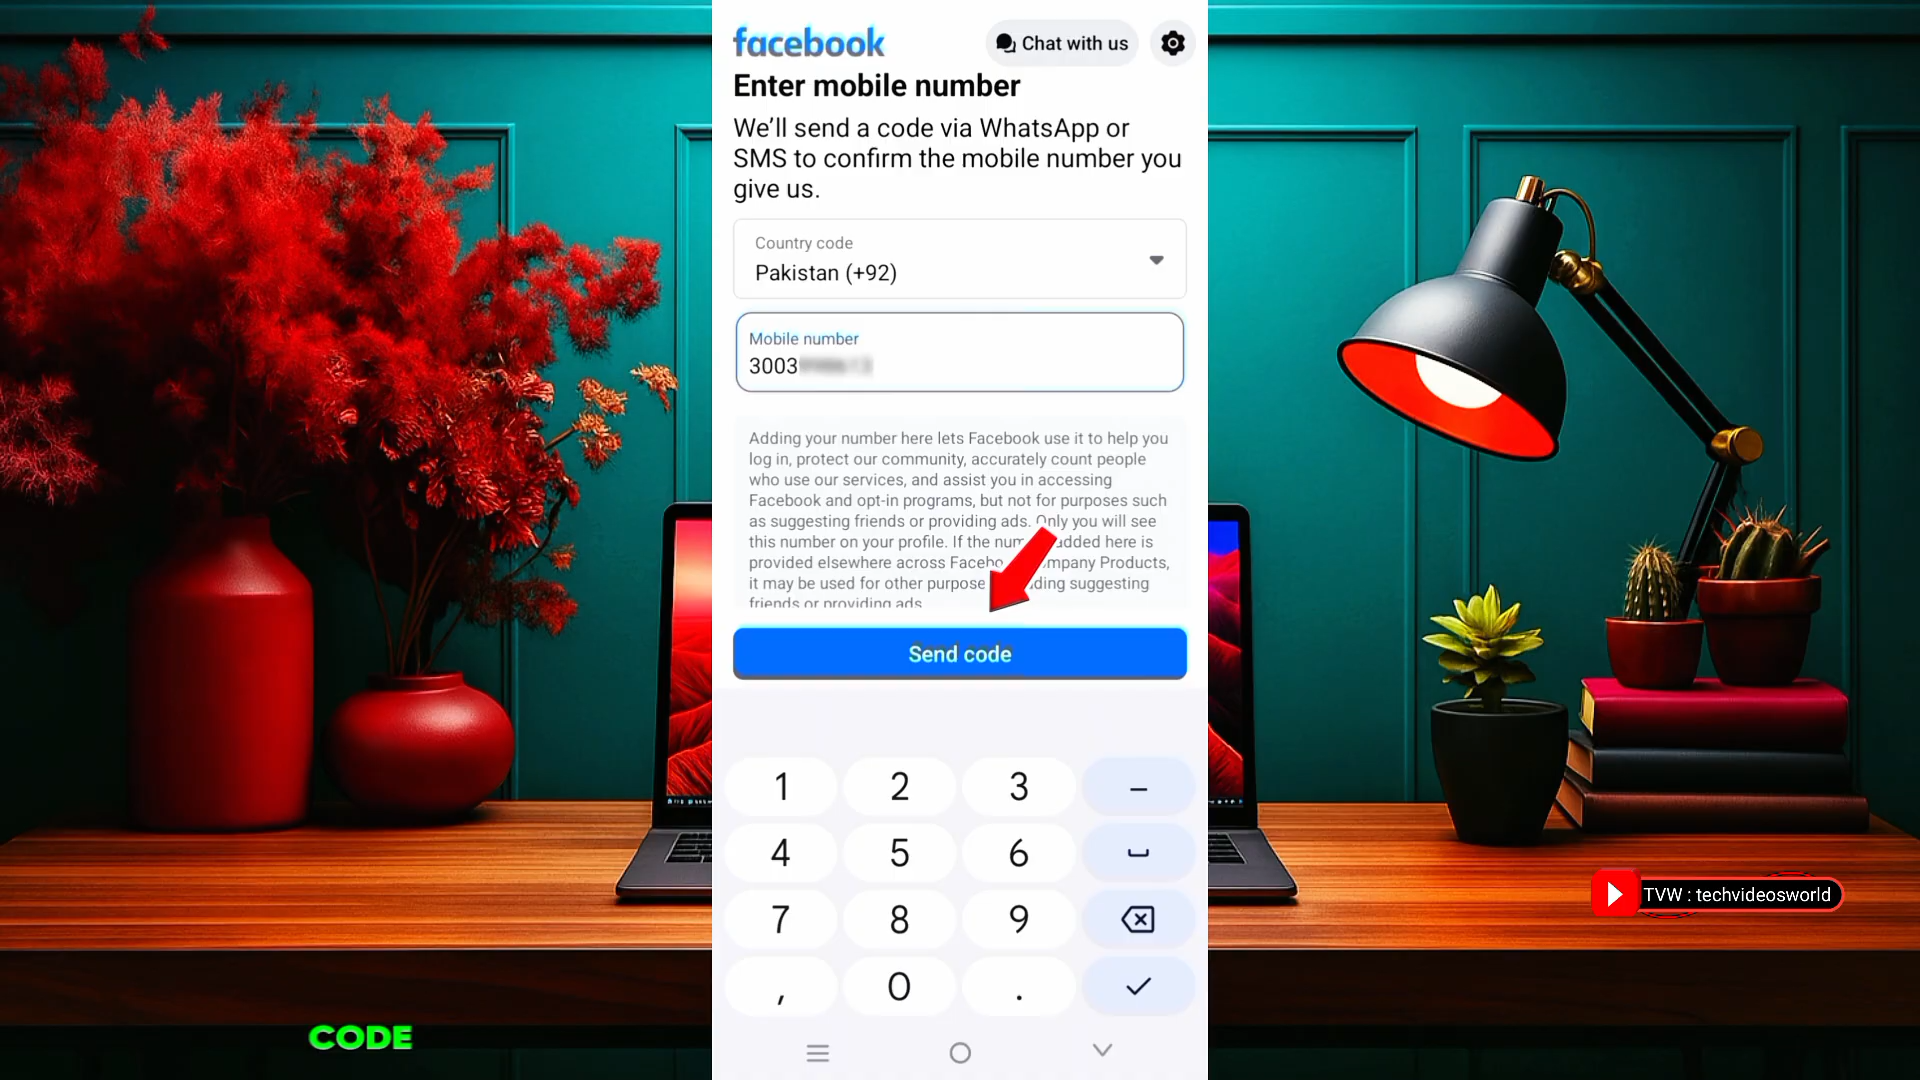 facebook
Chat with us
Enter mobile number
We'll send a code via WhatsApp or
SMS to confirm the mobile number you
give us.
Country code
Pakistan (+92)
Mobile number
3003
Adding your number here lets Facebook use it to help you
log in, protect our community, accurately count people
who use our services, and assist you in accessing
Facebook and opt-in programs, but not for purposes such
as suggesting friends or providing ads. Only you will see
this number on your profile. If the added here is
provided elsewhere across Products,
it may be used for other suggesting
friends or providing ads.
Send code
1 2 3 –
4 5 6
7 8 9
, 0 .
TVW : techvideosworld
CODE